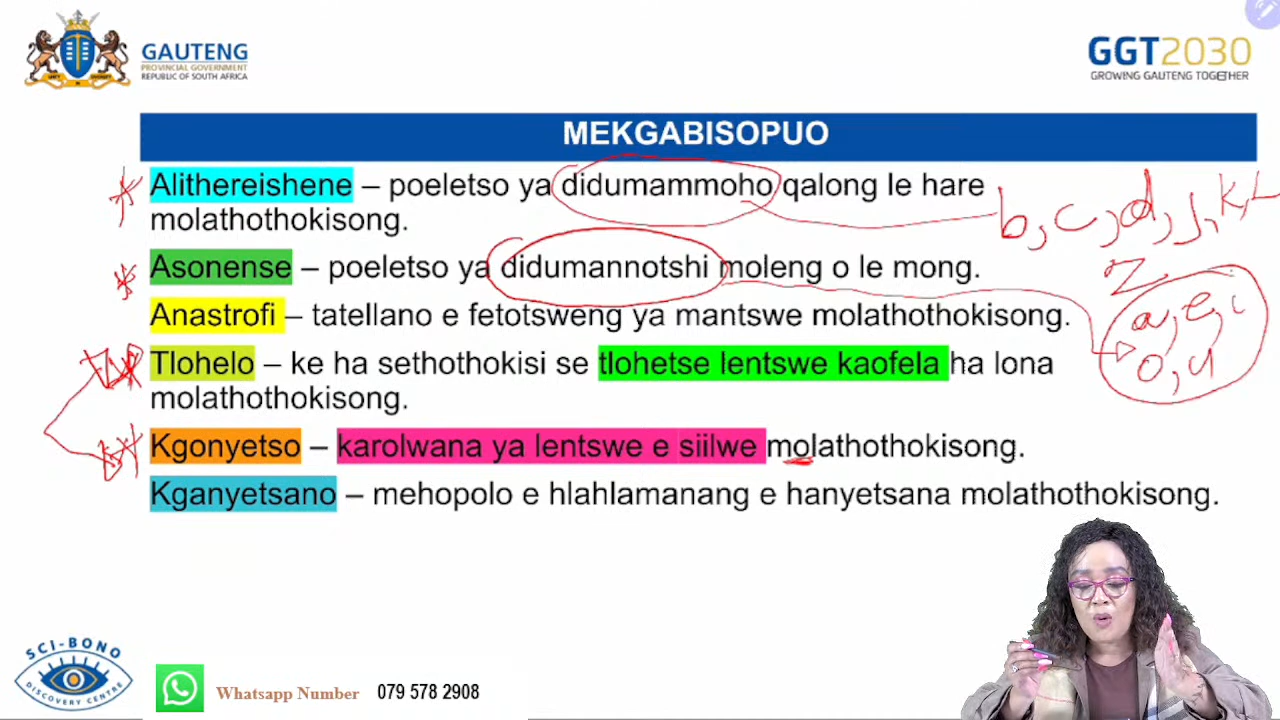 GAUTENG
PROVINCIAL GOVERNMENT
REPUBLIC OF SOUTH AFRICA
GGT2030
GROWING GAUTENG TOGETHER
MEKGABISOPUO
Alithereishene – poeletso ya didumammoho qalong le hare
molathothokisong.
b, c, d, j, k, L
z
Asonense – poeletso ya didumannotshi moleng o le mong.
a, e, i
o, u
Anastrofi – tatellano e fetotsweng ya mantswe molathothokisong.
Tlohelo – ke ha sethothokisi se tlohetse lentswe kaofela ha lona
molathothokisong.
Kgonyetso – karolwana ya lentswe e siilwe molathothokisong.
Kganyetsano – mehopolo e hlahlamanang e hanyetsana molathothokisong.
SCI-BONO
DISCOVERY CENTRE
Whatsapp Number 079 578 2908